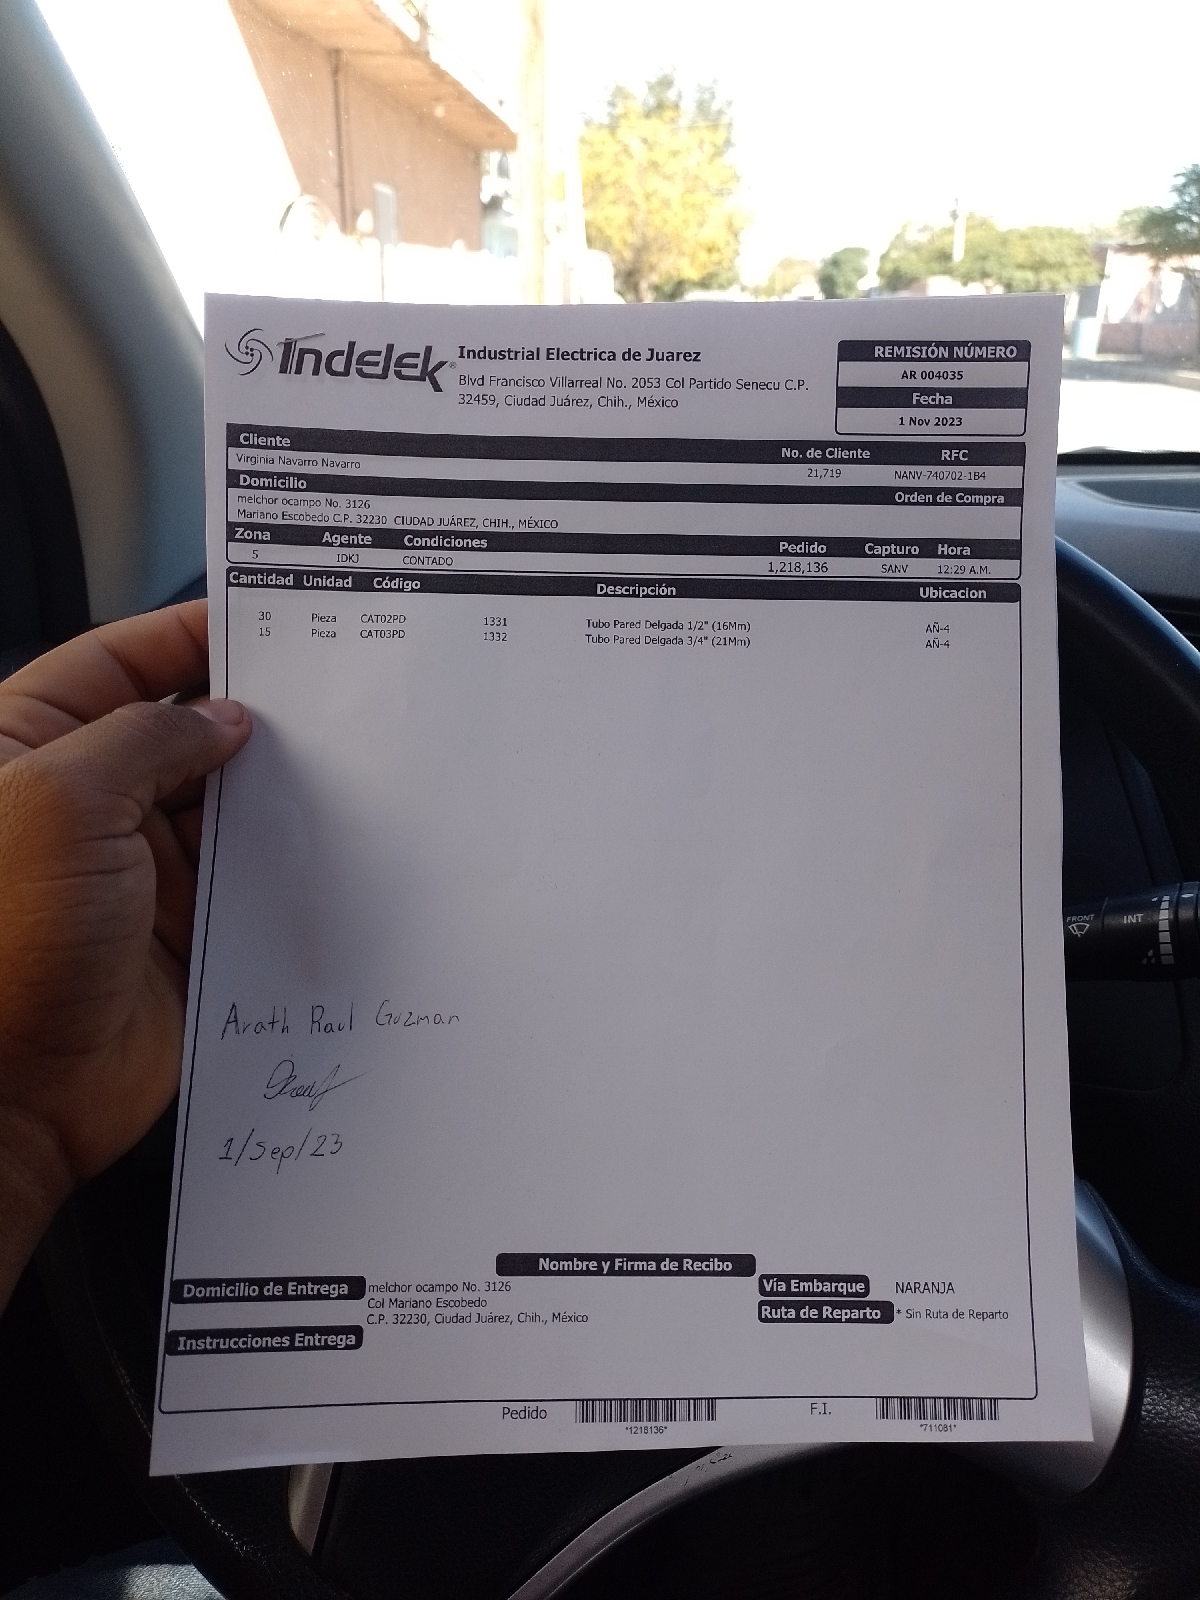 Indelek®
Industrial Electrica de Juarez
Blvd Francisco Villarreal No. 2053 Col Partido Senecu C.P.
32459, Ciudad Juárez, Chih., México
REMISIÓN NÚMERO
AR 004035
Fecha
1 Nov 2023
Cliente No. de Cliente RFC
Virginia Navarro Navarro 21,719 NANV-740702-1B4
Domicilio Orden de Compra
melchor ocampo No. 3126
Mariano Escobedo C.P. 32230 CIUDAD JUÁREZ, CHIH., MÉXICO
Zona Agente Condiciones Pedido Capturo Hora
5 IDKJ CONTADO 1,218,136 SANV 12:29 A.M.
Cantidad Unidad Código Descripción Ubicacion
30 Pieza CAT02PD 1331 Tubo Pared Delgada 1/2" (16Mm) AÑ-4
15 Pieza CAT03PD 1332 Tubo Pared Delgada 3/4" (21Mm) AÑ-4
FRONT INT
Arath Raul Guzman
1/Sep/23
Nombre y Firma de Recibo
Domicilio de Entrega melchor ocampo No. 3126
Col Mariano Escobedo
C.P. 32230, Ciudad Juárez, Chih., México
Vía Embarque NARANJA
Ruta de Reparto * Sin Ruta de Reparto
Instrucciones Entrega
Pedido *1218136* F.I. *711081*